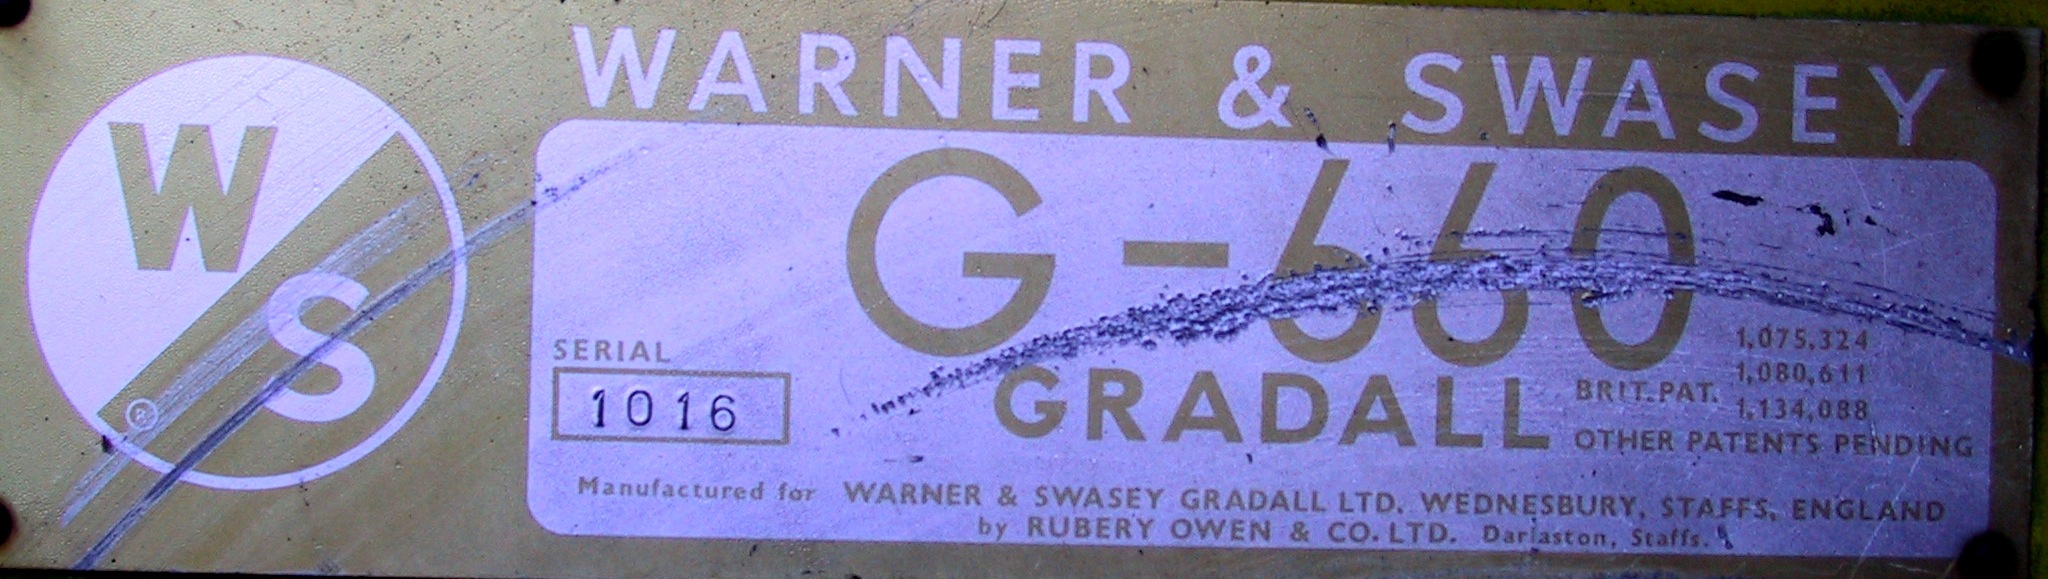 WARNER & SWASEY
W
S
®
G-660
SERIAL
1016
GRADALL
BRIT. PAT.
1,075,324
1,080,611
1,134,088
OTHER PATENTS PENDING
Manufactured for WARNER & SWASEY GRADALL LTD. WEDNESBURY, STAFFS, ENGLAND
by RUBERY OWEN & CO. LTD. Darlaston, Staffs.